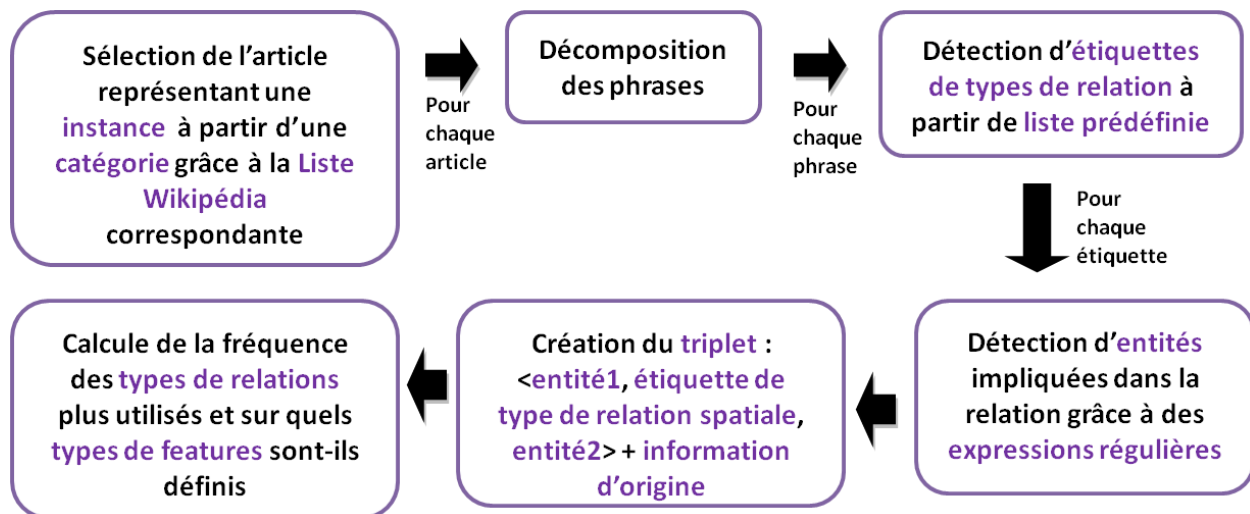 Sélection de l’article
représentant une
instance à partir d’une
catégorie grâce à la Liste
Wikipédia
correspondante
Pour
chaque
article
Décomposition
des phrases
Pour
chaque
phrase
Détection d’étiquettes
de types de relation à
partir de liste prédéfinie
Pour
chaque
étiquette
Détection d’entités
impliquées dans la
relation grâce à des
expressions régulières
Création du triplet :
<entité1, étiquette de
type de relation spatiale,
entité2> + information
d’origine
Calcule de la fréquence
des types de relations
plus utilisés et sur quels
types de features sont-ils
définis